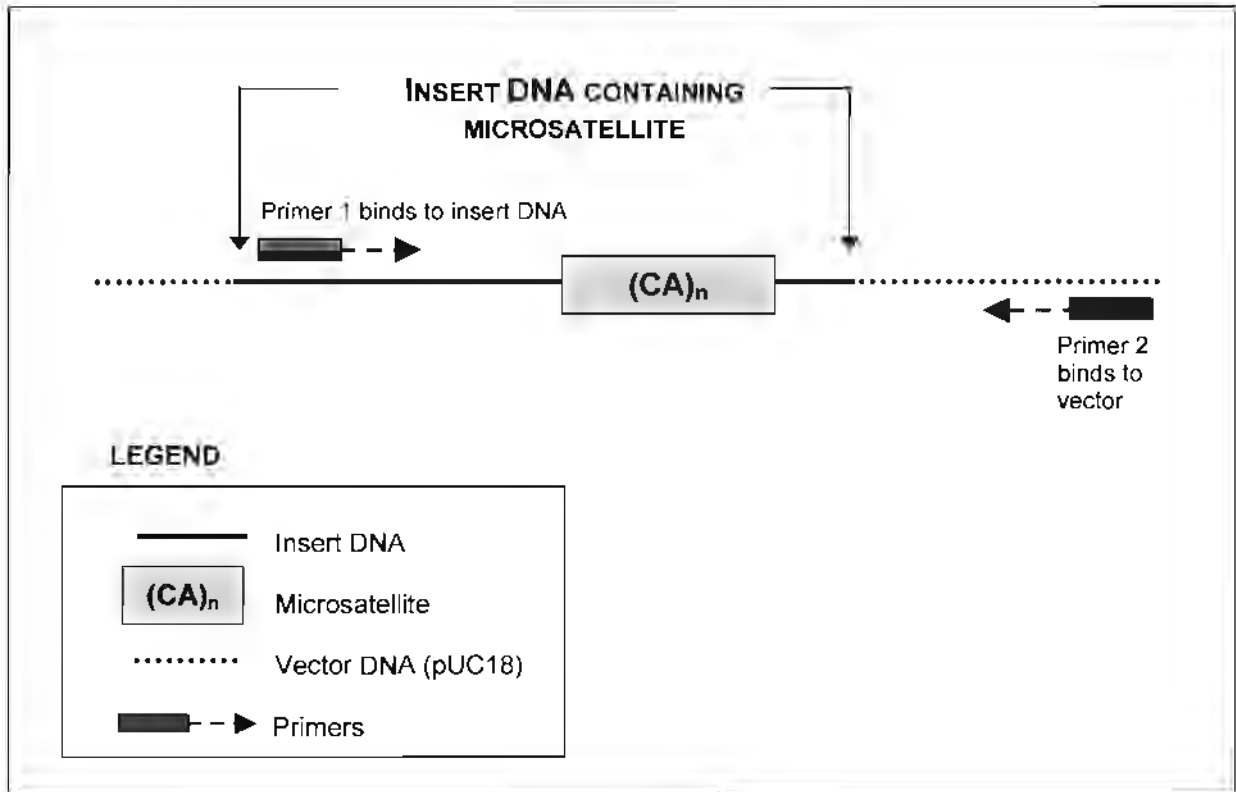 INSERT DNA CONTAINING
MICROSATELLITE
Primer 1 binds to insert DNA
(CA)n
Primer 2
binds to
vector
LEGEND
Insert DNA
(CA)n
Microsatellite
Vector DNA (pUC18)
Primers